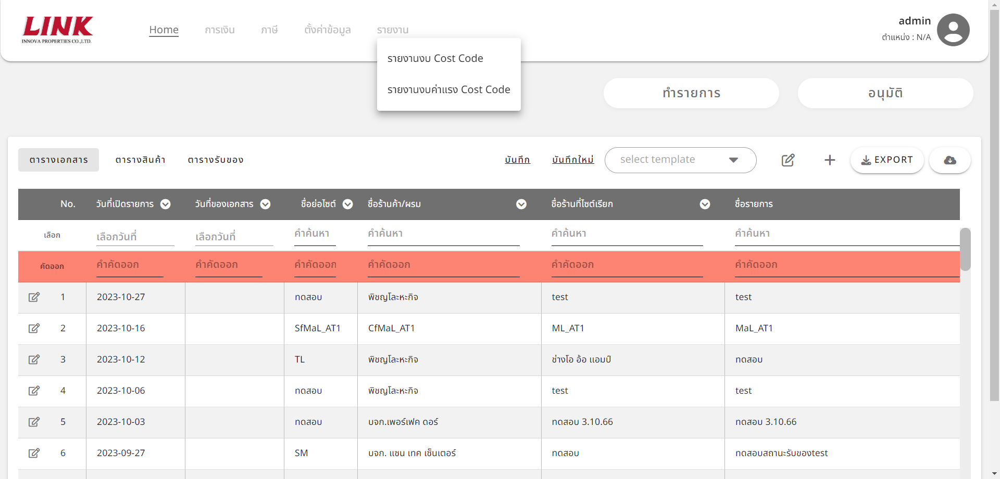 LINK
INNOVA PROPERTIES CO.,LTD.
Home การเงิน ภาษี ตั้งค่าข้อมูล รายงาน
admin
ตำแหน่ง : N/A
รายงานงบ Cost Code
รายงานงบค่าแรง Cost Code
ทำรายการ อนุมัติ
ตารางเอกสาร ตารางสินค้า ตารางรับของ บันทึก บันทึกใหม่ select template EXPORT
No. วันที่เปิดรายการ วันที่ของเอกสาร ชื่อย่อไซต์ ชื่อร้านค้า/ผรม ชื่อร้านที่ไซต์เรียก ชื่อรายการ
เลือก เลือกวันที่ เลือกวันที่ คำค้นหา คำค้นหา คำค้นหา คำค้นหา
คัดออก คำคัดออก คำคัดออก คำคัดออก คำคัดออก คำคัดออก คำคัดออก
1 2023-10-27 ทดสอบ พิชญโละหะกิจ test test
2 2023-10-16 SfMaL_AT1 CfMaL_AT1 ML_AT1 MaL_AT1
3 2023-10-12 TL พิชญโละหะกิจ ช่างโอ อ้อ แอมป์ ทดสอบ
4 2023-10-06 ทดสอบ พิชญโละหะกิจ test test
5 2023-10-03 ทดสอบ บจก.เพอร์เฟค ดอร์ ทดสอบ 3.10.66 ทดสอบ 3.10.66
6 2023-09-27 SM บจก. แซน เทค เซ็นเตอร์ ทดสอบ ทดสอบสถานะรับของtest